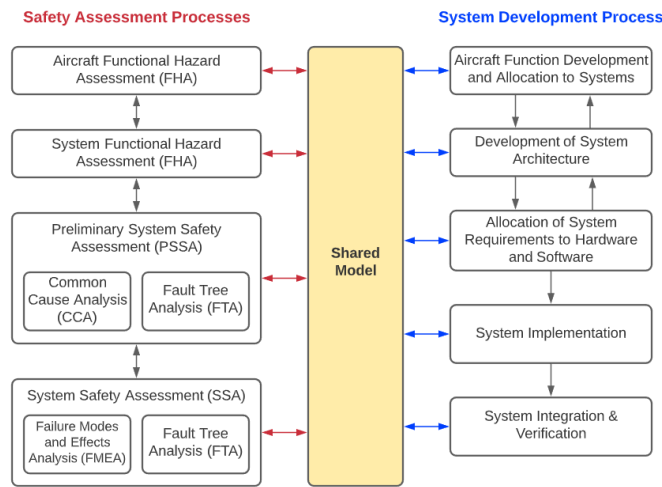 Safety Assessment Processes
System Development Process
Aircraft Functional Hazard
Assessment (FHA)
System Functional Hazard
Assessment (FHA)
Preliminary System Safety
Assessment (PSSA)
Common
Cause Analysis
(CCA)
Fault Tree
Analysis (FTA)
System Safety Assessment (SSA)
Failure Modes
and Effects
Analysis (FMEA)
Fault Tree
Analysis (FTA)
Shared
Model
Aircraft Function Development
and Allocation to Systems
Development of System
Architecture
Allocation of System
Requirements to Hardware
and Software
System Implementation
System Integration &
Verification